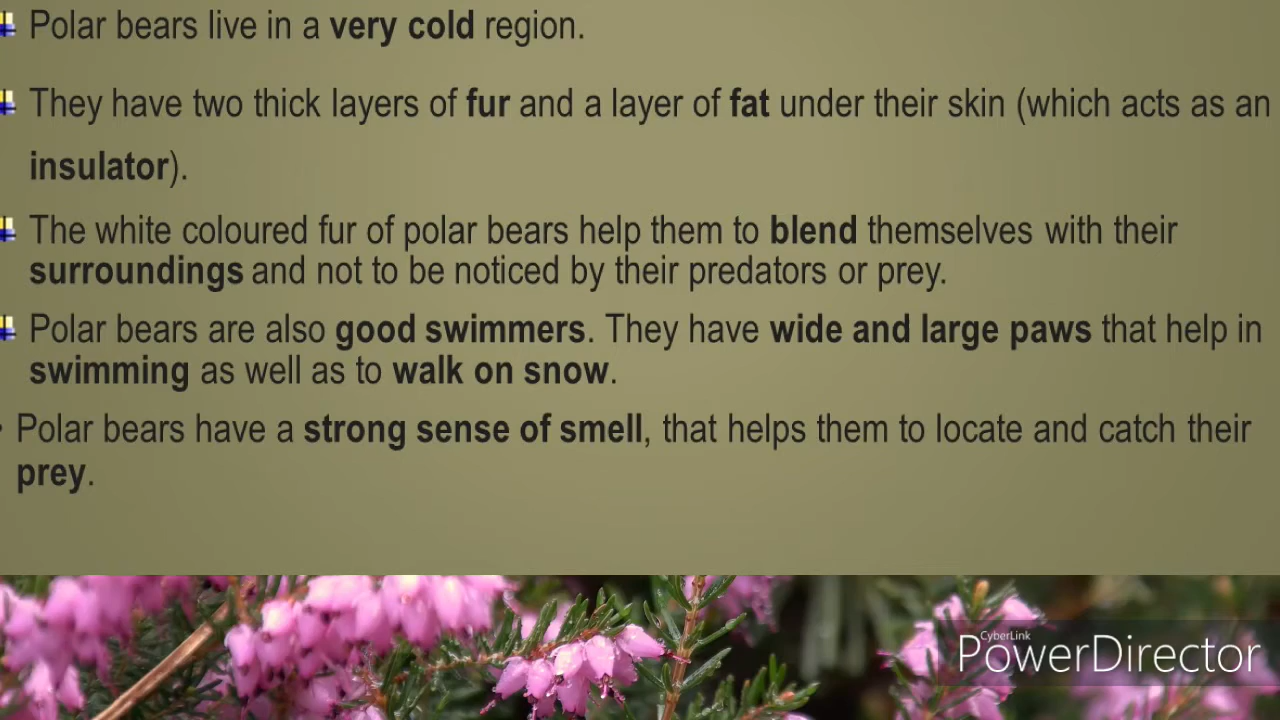 Polar bears live in a very cold region.
They have two thick layers of fur and a layer of fat under their skin (which acts as an
insulator).
The white coloured fur of polar bears help them to blend themselves with their
surroundings and not to be noticed by their predators or prey.
Polar bears are also good swimmers. They have wide and large paws that help in
swimming as well as to walk on snow.
• Polar bears have a strong sense of smell, that helps them to locate and catch their
prey.
CyberLink
PowerDirector